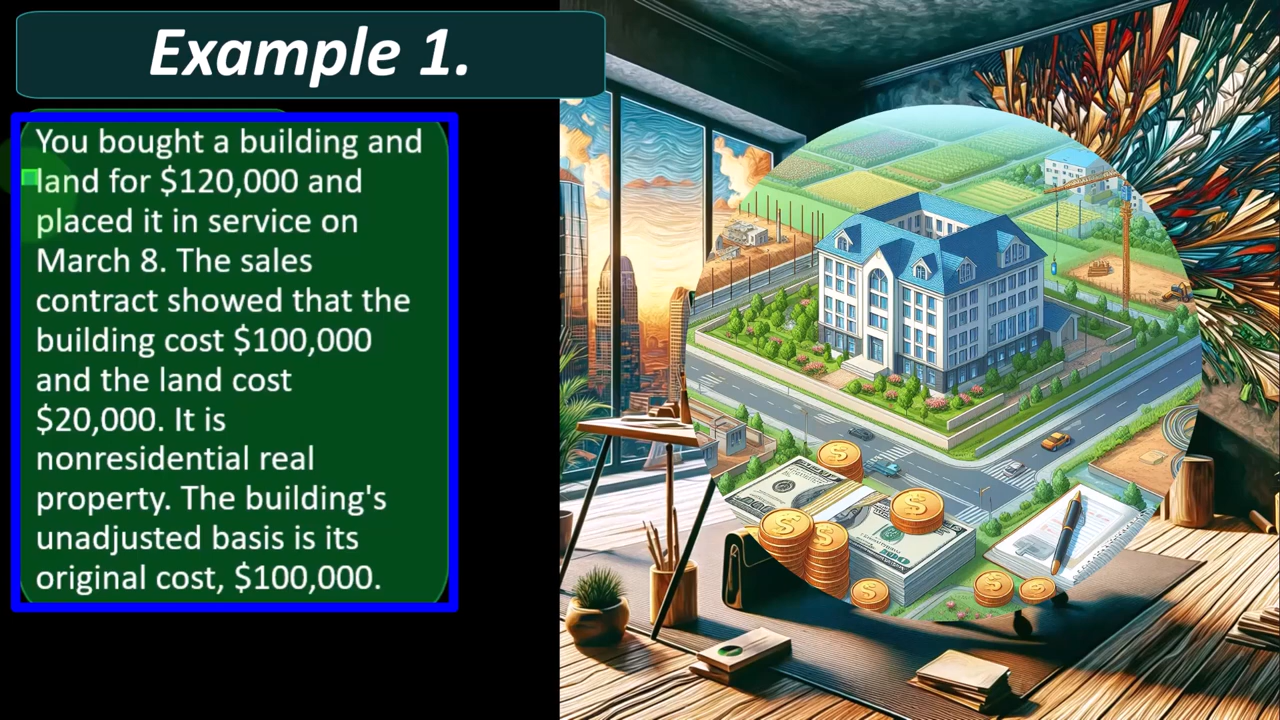 Example 1.
You bought a building and
land for $120,000 and
placed it in service on
March 8. The sales
contract showed that the
building cost $100,000
and the land cost
$20,000. It is
nonresidential real
property. The building's
unadjusted basis is its
original cost, $100,000.